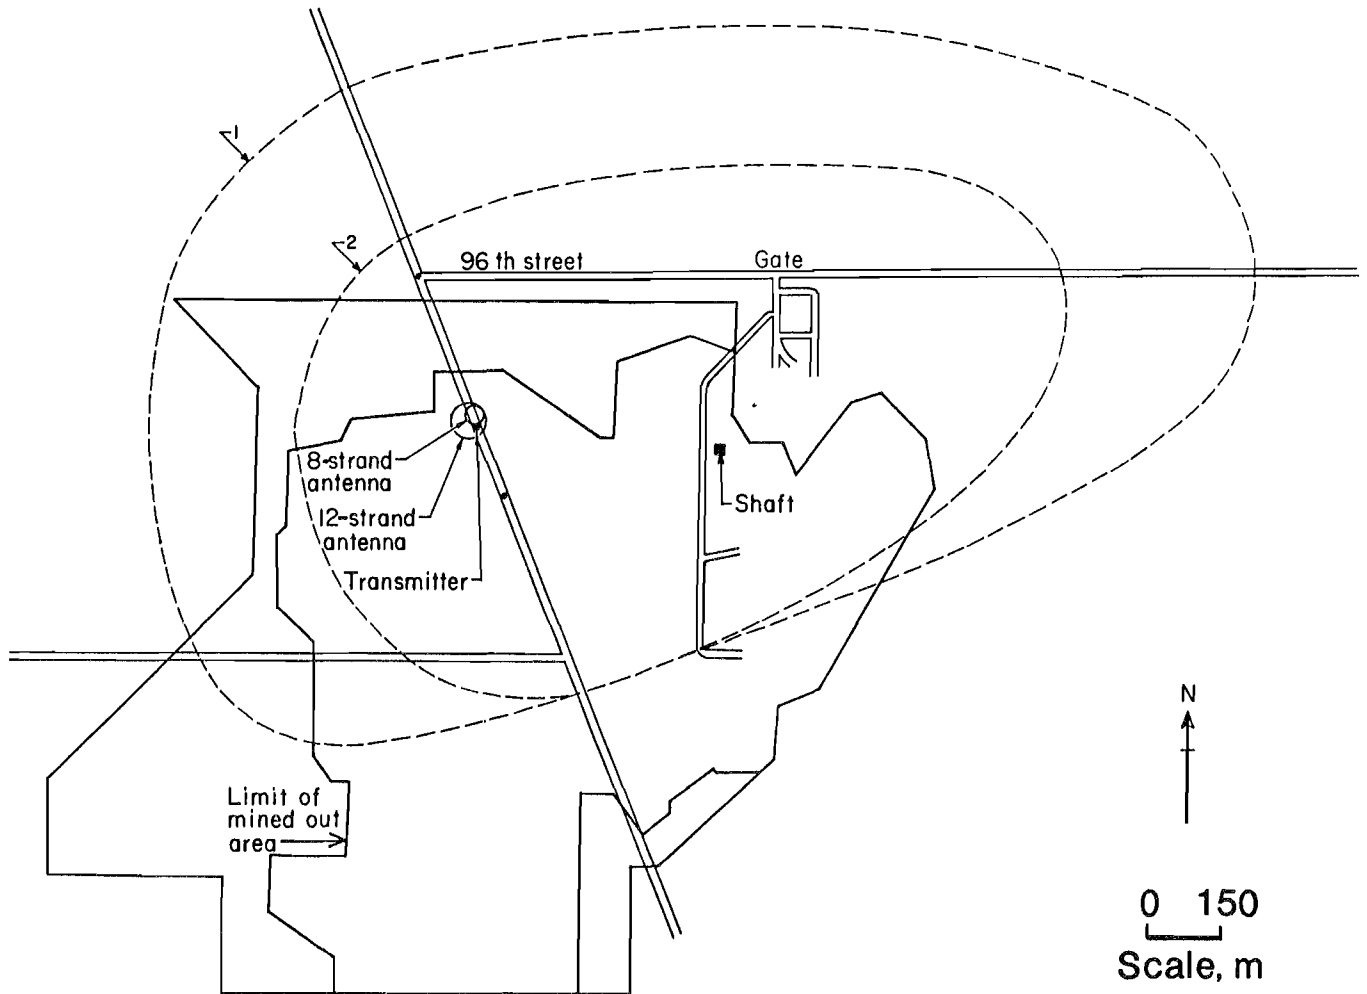 1
2
96 th street
Gate
8-strand
antenna
12-strand
antenna
Transmitter
Shaft
Limit of
mined out
area
N
0 150
Scale, m